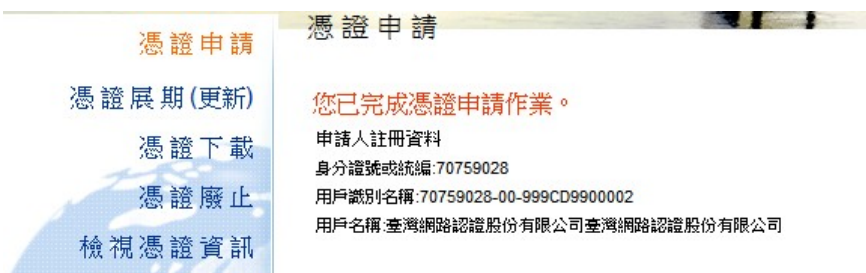 憑證申請
憑證展期(更新)
憑證下載
憑證廢止
檢視憑證資訊
憑證申請
您已完成憑證申請作業。
申請人註冊資料
身分證號或統編:70759028
用戶識別名稱:70759028-00-999CD9900002
用戶名稱:臺灣網路認證股份有限公司臺灣網路認證股份有限公司